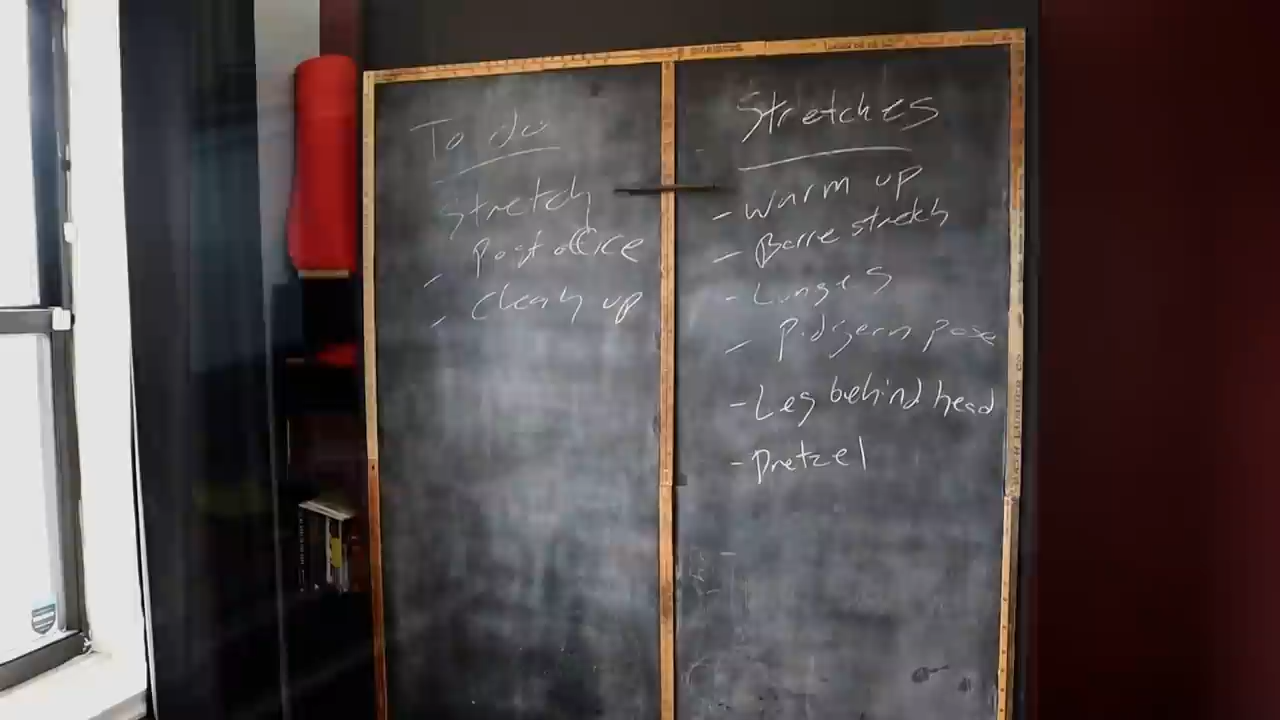 To do
Stretch
- Post office
- Clean up
Stretches
- Warm up
- Barre stretch
- Lunges
- Pidgeon pose
- Leg behind head
- Pretzel